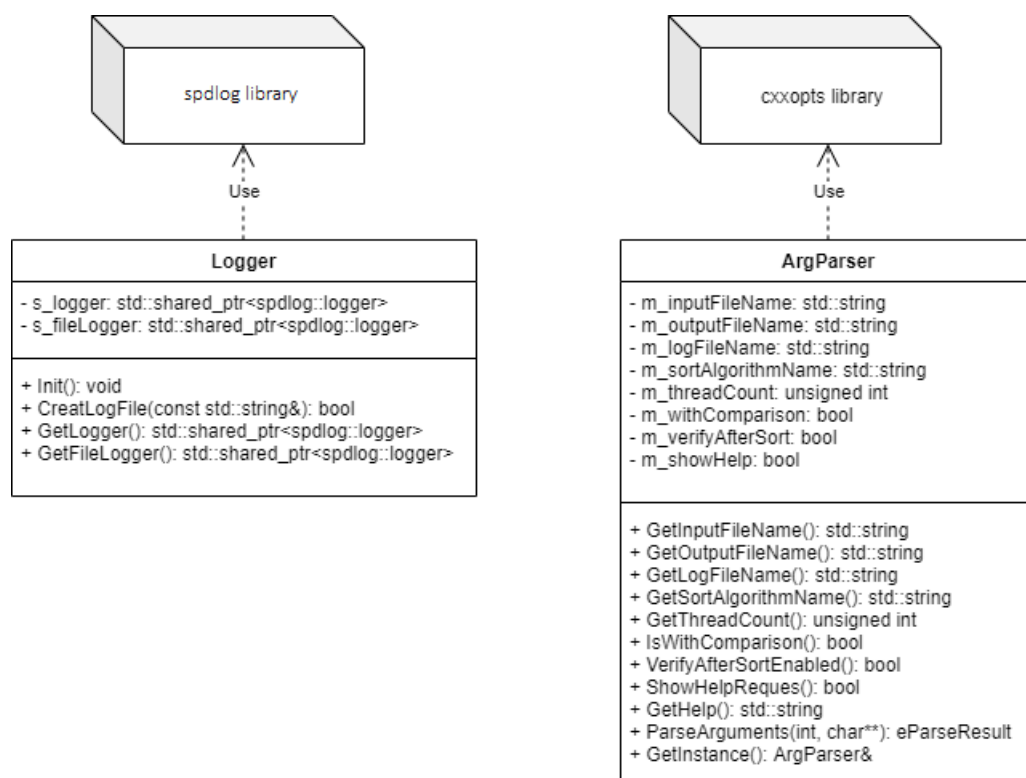 spdlog library
Use
Logger
- s_logger: std::shared_ptr<spdlog::logger>
- s_fileLogger: std::shared_ptr<spdlog::logger>
+ Init(): void
+ CreatLogFile(const std::string&): bool
+ GetLogger(): std::shared_ptr<spdlog::logger>
+ GetFileLogger(): std::shared_ptr<spdlog::logger>
cxxopts library
Use
ArgParser
- m_inputFileName: std::string
- m_outputFileName: std::string
- m_logFileName: std::string
- m_sortAlgorithmName: std::string
- m_threadCount: unsigned int
- m_withComparison: bool
- m_verifyAfterSort: bool
- m_showHelp: bool
+ GetInputFileName(): std::string
+ GetOutputFileName(): std::string
+ GetLogFileName(): std::string
+ GetSortAlgorithmName(): std::string
+ GetThreadCount(): unsigned int
+ IsWithComparison(): bool
+ VerifyAfterSortEnabled(): bool
+ ShowHelpReques(): bool
+ GetHelp(): std::string
+ ParseArguments(int, char**): eParseResult
+ GetInstance(): ArgParser&